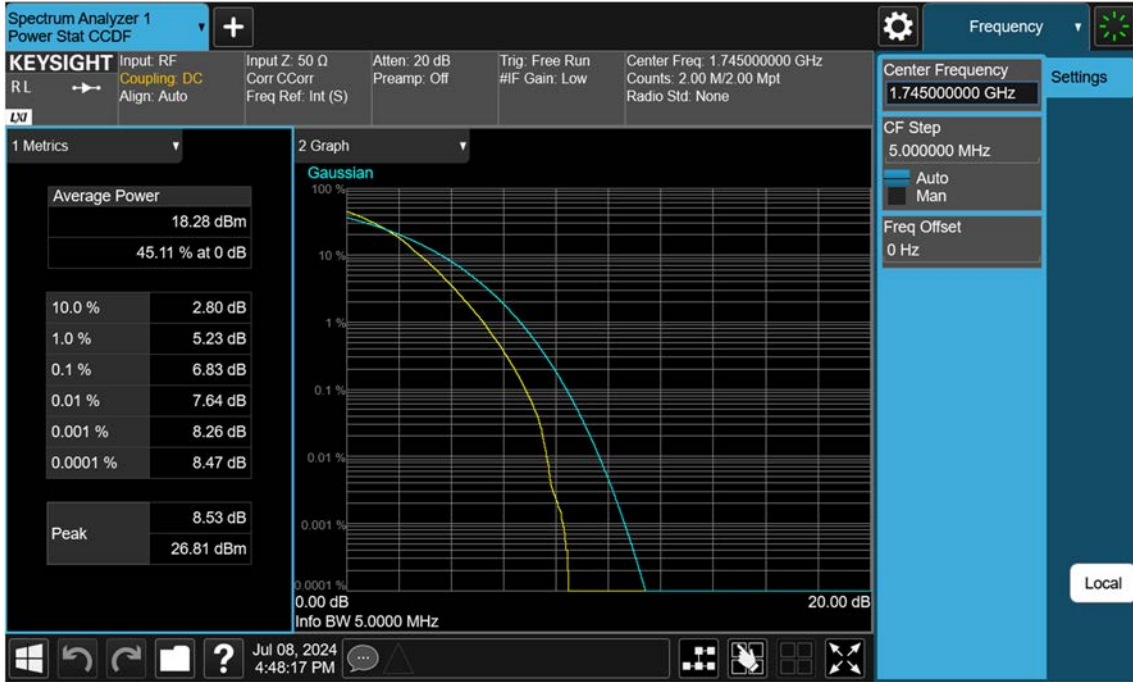 Spectrum Analyzer 1
Power Stat CCDF
Frequency
KEYSIGHT
R L
LXI
Input: RF
Coupling: DC
Align: Auto
Input Z: 50 Ω
Corr CCorr
Freq Ref: Int (S)
Atten: 20 dB
Preamp: Off
Trig: Free Run
#IF Gain: Low
Center Freq: 1.745000000 GHz
Counts: 2.00 M/2.00 Mpt
Radio Std: None
Center Frequency
1.745000000 GHz
Settings
CF Step
5.000000 MHz
Auto
Man
Freq Offset
0 Hz
Local
1 Metrics
Average Power
18.28 dBm
45.11 % at 0 dB
10.0 % 2.80 dB
1.0 % 5.23 dB
0.1 % 6.83 dB
0.01 % 7.64 dB
0.001 % 8.26 dB
0.0001 % 8.47 dB
Peak
8.53 dB
26.81 dBm
2 Graph
Gaussian
100 %
10 %
1 %
0.1 %
0.01 %
0.001 %
0.0001 %
0.00 dB 20.00 dB
Info BW 5.0000 MHz
?
Jul 08, 2024
4:48:17 PM